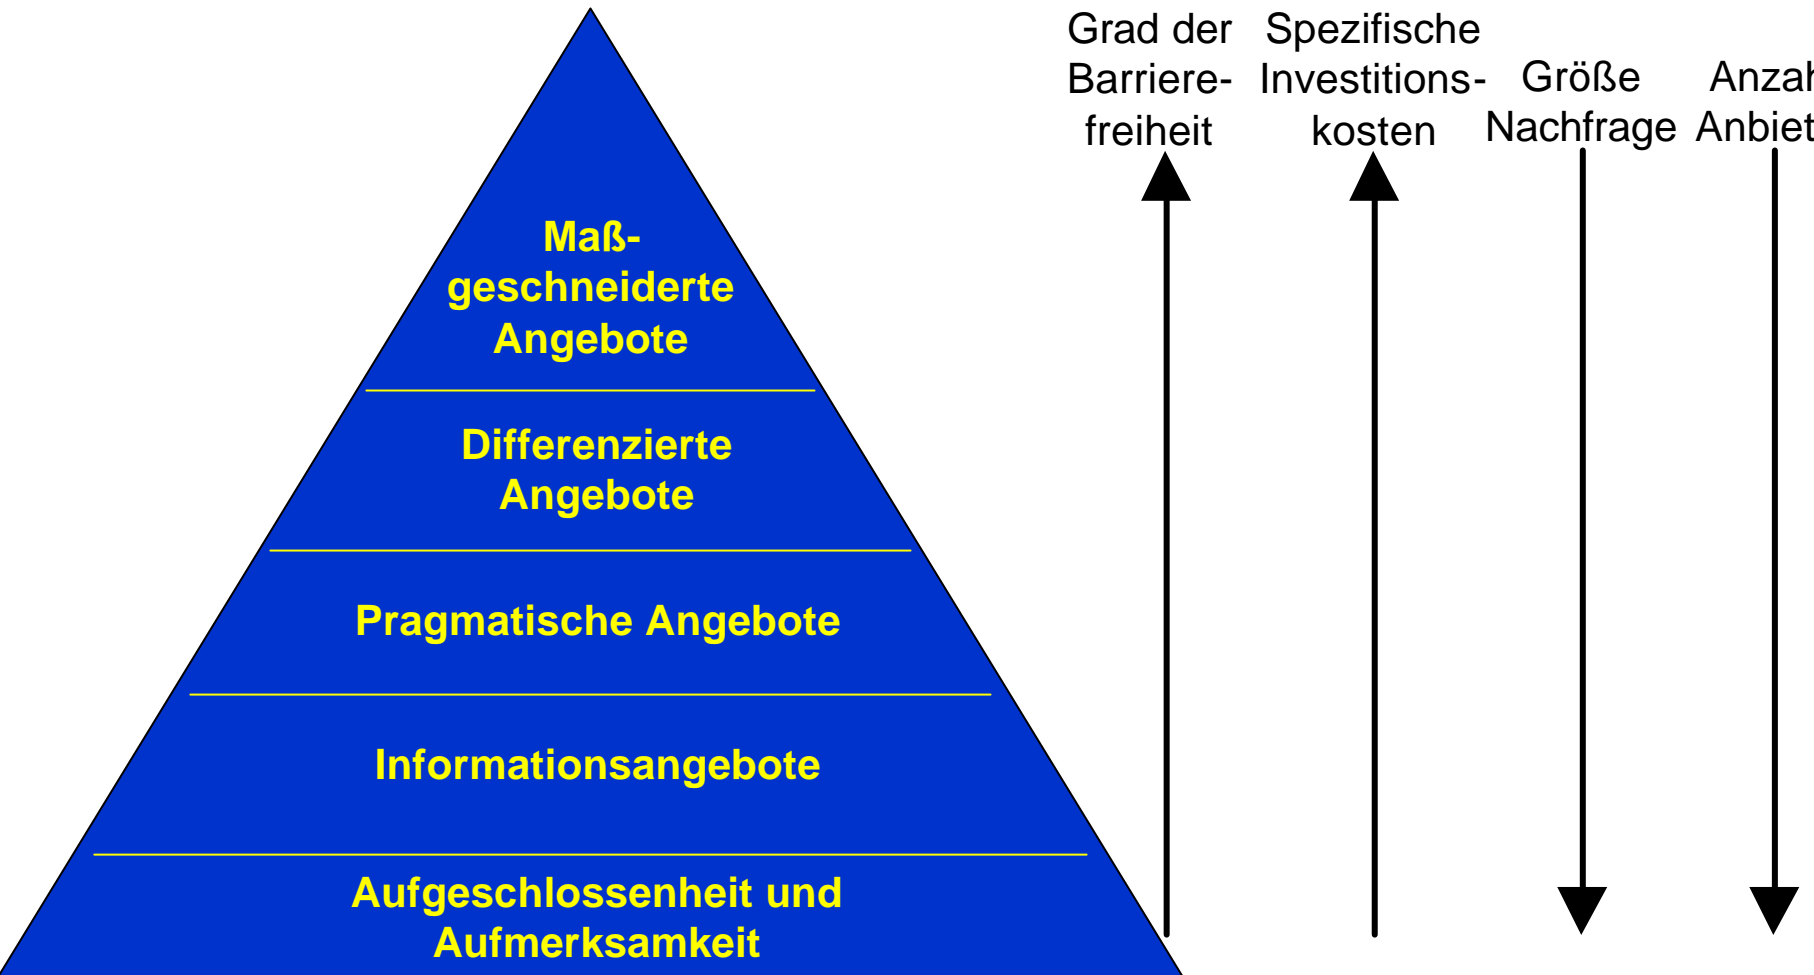 Grad der
Barriere-
freiheit
Spezifische
Investitions-
kosten
Größe
Nachfrage
Maß-
geschneiderte
Angebote
Differenzierte
Angebote
Pragmatische Angebote
Informationsangebote
Aufgeschlossenheit und
Aufmerksamkeit